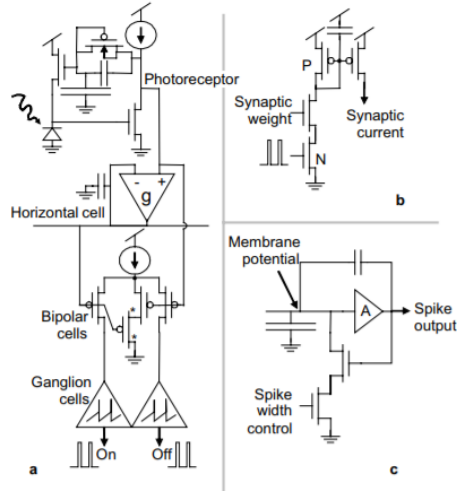 Photoreceptor
g
- +
Horizontal cell
Bipolar
cells
*
*
Ganglion
cells
On
Off
a
P
Synaptic
weight
Synaptic
current
N
b
Membrane
potential
A
Spike
output
Spike
width
control
c